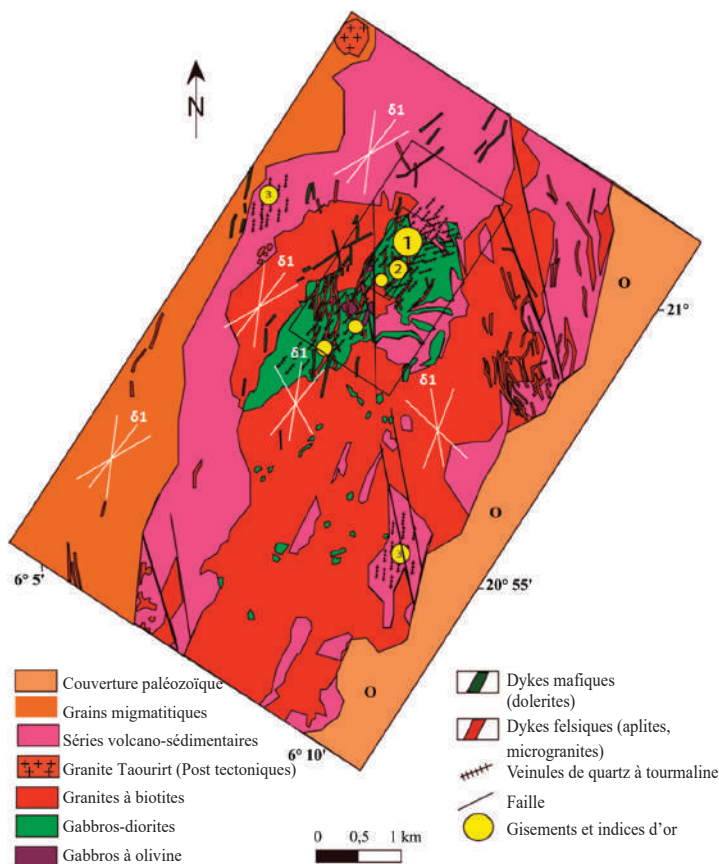 N
δ1
δ1
3
1
2
O
21°
δ1
δ1
δ1
O
3
6° 5'
20° 55'
O
6° 10'
Couverture paléozoïque
Grains migmatitiques
Séries volcano-sédimentaires
Granite Taourirt (Post tectoniques)
Granites à biotites
Gabbros-diorites
Gabbros à olivine
Dykes mafiques
(dolerites)
Dykes felsiques (aplites,
microgranites)
Veinules de quartz à tourmaline
Faille
Gisements et indices d'or
0 0,5 1 km